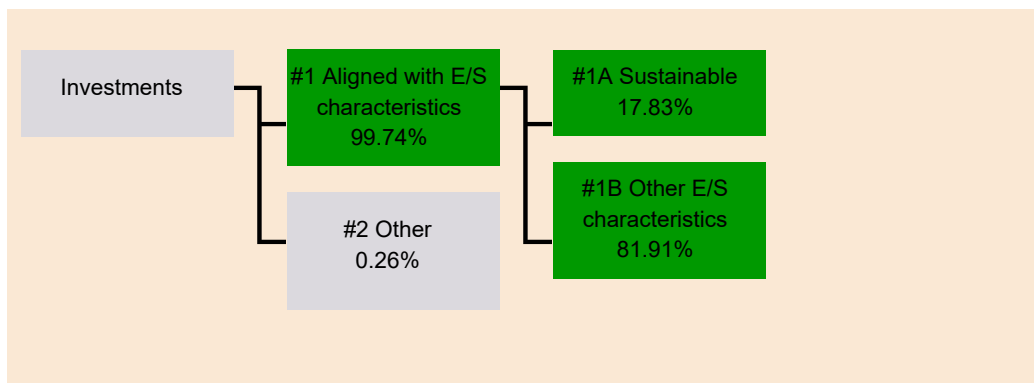 Investments
#1 Aligned with E/S
characteristics
99.74%
#2 Other
0.26%
#1A Sustainable
17.83%
#1B Other E/S
characteristics
81.91%